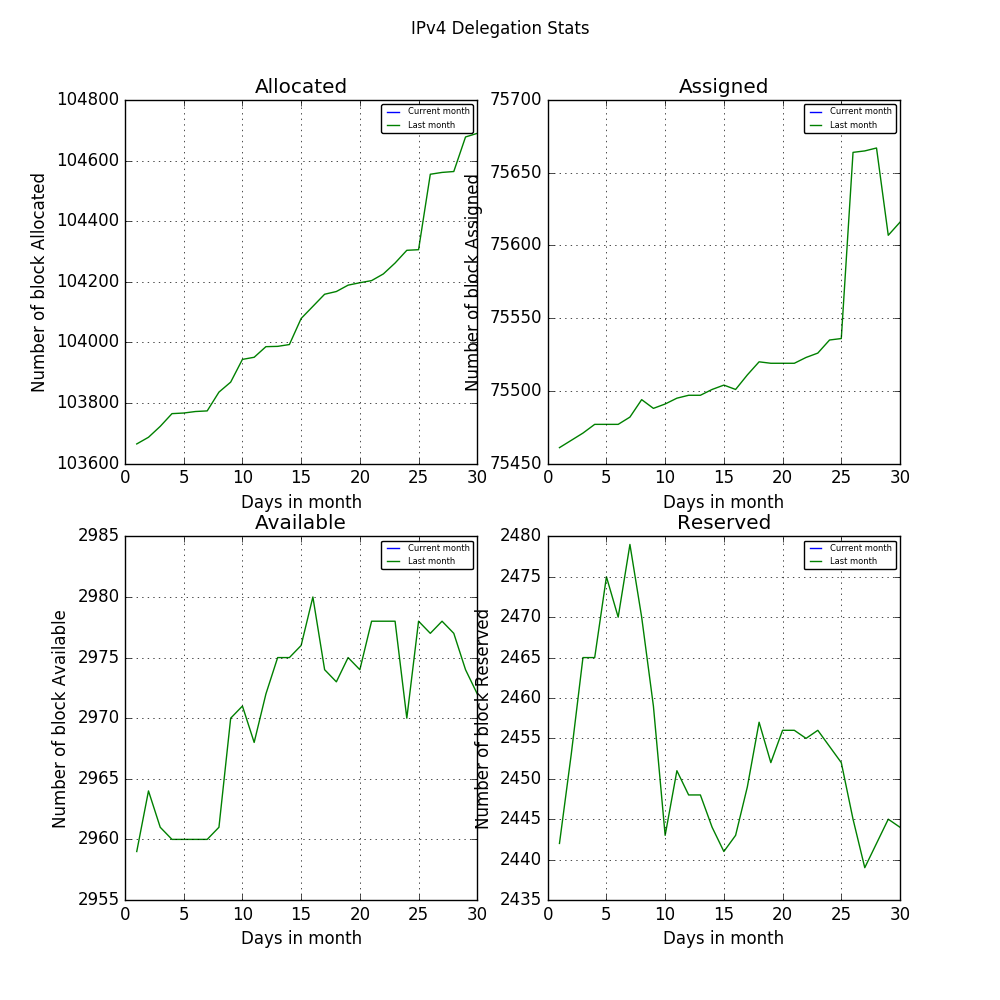 IPv4 Delegation Stats
Allocated
Number of block Allocated
104800
104600
104400
104200
104000
103800
103600
0 5 10 15 20 25 30
Days in month
Current month
Last month
Assigned
Number of block Assigned
75700
75650
75600
75550
75500
75450
0 5 10 15 20 25 30
Days in month
Current month
Last month
Available
Number of block Available
2985
2980
2975
2970
2965
2960
2955
0 5 10 15 20 25 30
Days in month
Current month
Last month
Reserved
Number of block Reserved
2480
2475
2470
2465
2460
2455
2450
2445
2440
2435
0 5 10 15 20 25 30
Days in month
Current month
Last month